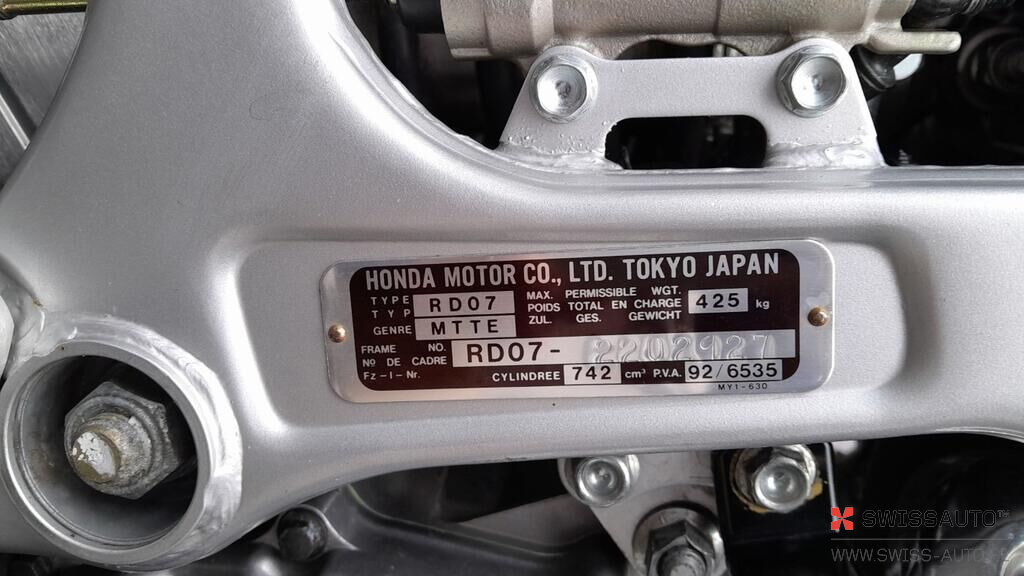 HONDA MOTOR CO., LTD. TOKYO JAPAN
TYPE
TYP
RD07
MAX. PERMISSIBLE WGT.
POIDS TOTAL EN CHARGE
ZUL. GES. GEWICHT
425 kg
GENRE MTTE
FRAME NO.
Nº DE CADRE
Fz-I-Nr.
RD07-2202927
CYLINDREE 742 cm³ P.V.A. 92/6535
MY1-630
SWISSAUTO™
WWW.SWISS-AUTO.